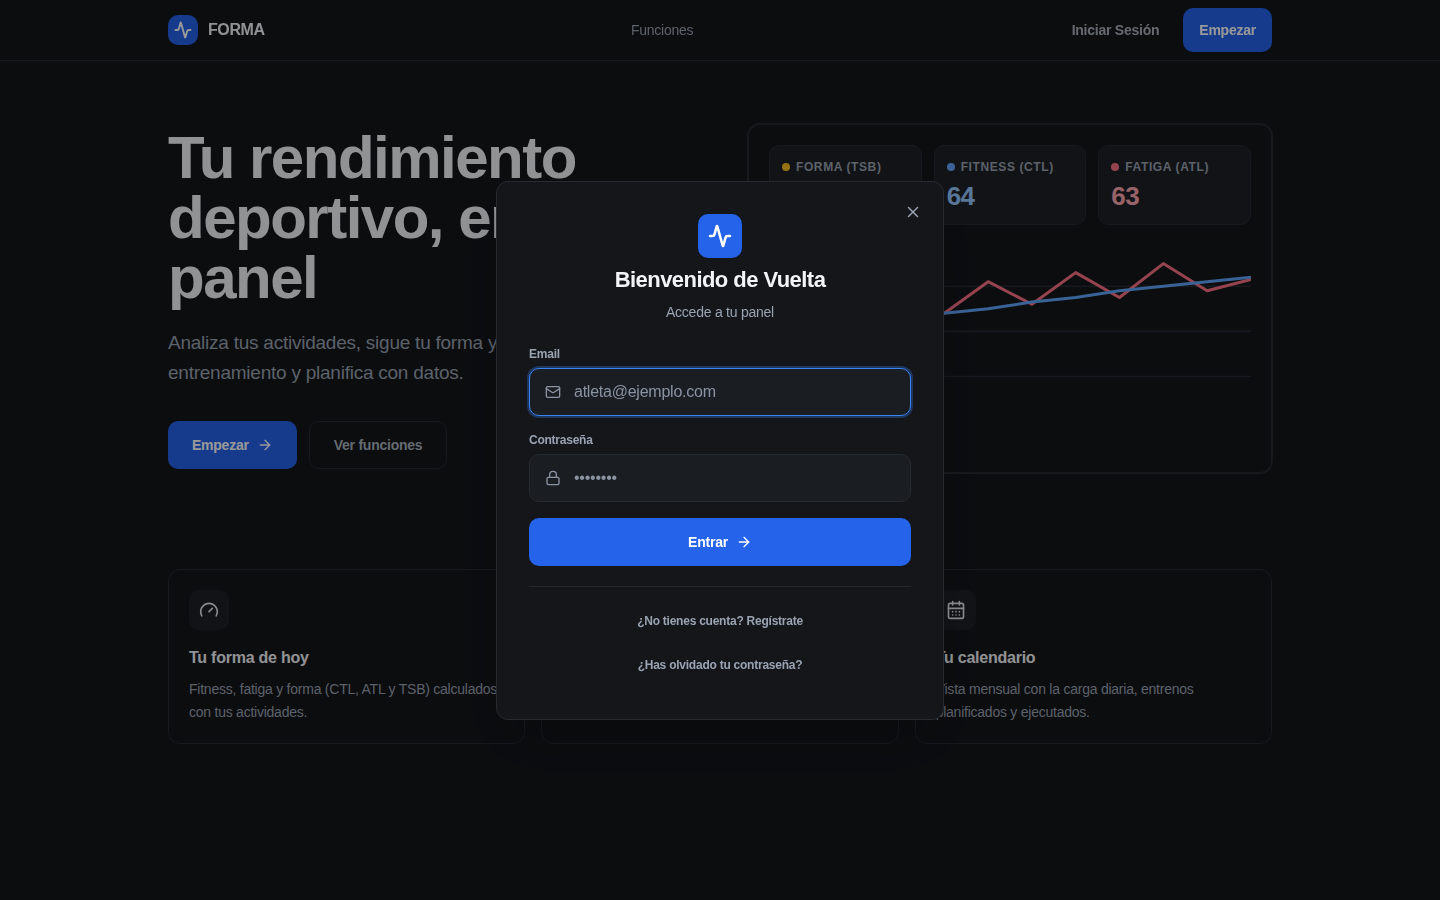 FORMA
Funciones
Iniciar Sesión
Empezar
Tu rendimiento
deportivo,
panel
Analiza tus actividades, sigue tu forma y
entrenamiento y planifica con datos.
Empezar
Ver funciones
FORMA (TSB)
FITNESS (CTL)
64
FATIGA (ATL)
63
Bienvenido de Vuelta
Accede a tu panel
Email
atleta@ejemplo.com
Contraseña
••••••••
Entrar
¿No tienes cuenta? Regístrate
¿Has olvidado tu contraseña?
Tu forma de hoy
Fitness, fatiga y forma (CTL, ATL y TSB) calculados
con tus actividades.
Tu calendario
Vista mensual con la carga diaria, entrenos
planificados y ejecutados.